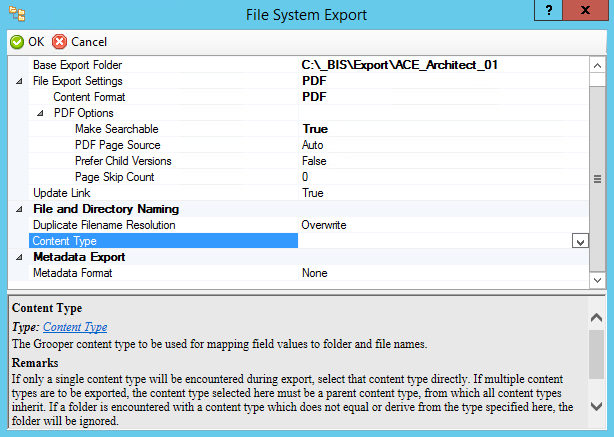 File System Export
?
x
OK Cancel
Base Export Folder C:\_BIS\Export\ACE_Architect_01
File Export Settings PDF
Content Format PDF
PDF Options
Make Searchable True
PDF Page Source Auto
Prefer Child Versions False
Page Skip Count 0
Update Link True
File and Directory Naming
Duplicate Filename Resolution Overwrite
Content Type
Metadata Export
Metadata Format None
Content Type
Type: Content Type
The Grooper content type to be used for mapping field values to folder and file names.
Remarks
If only a single content type will be encountered during export, select that content type directly. If multiple content
types are to be exported, the content type selected here must be a parent content type, from which all content types
inherit. If a folder is encountered with a content type which does not equal or derive from the type specified here, the
folder will be ignored.